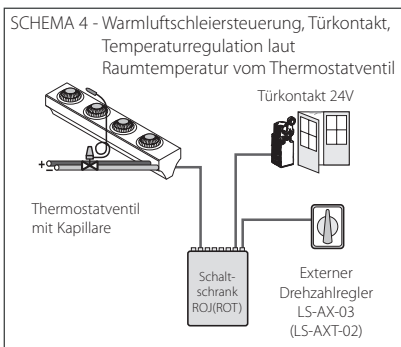 SCHEMA 4 - Warmluftschleiersteuerung, Türkontakt,
Temperaturregulation laut
Raumtemperatur vom Thermostatventil
Türkontakt 24V
+
-
Thermostatventil
mit Kapillare
Schalt-
schrank
ROJ(ROT)
Externer
Drehzahlregler
LS-AX-03
(LS-AXT-02)